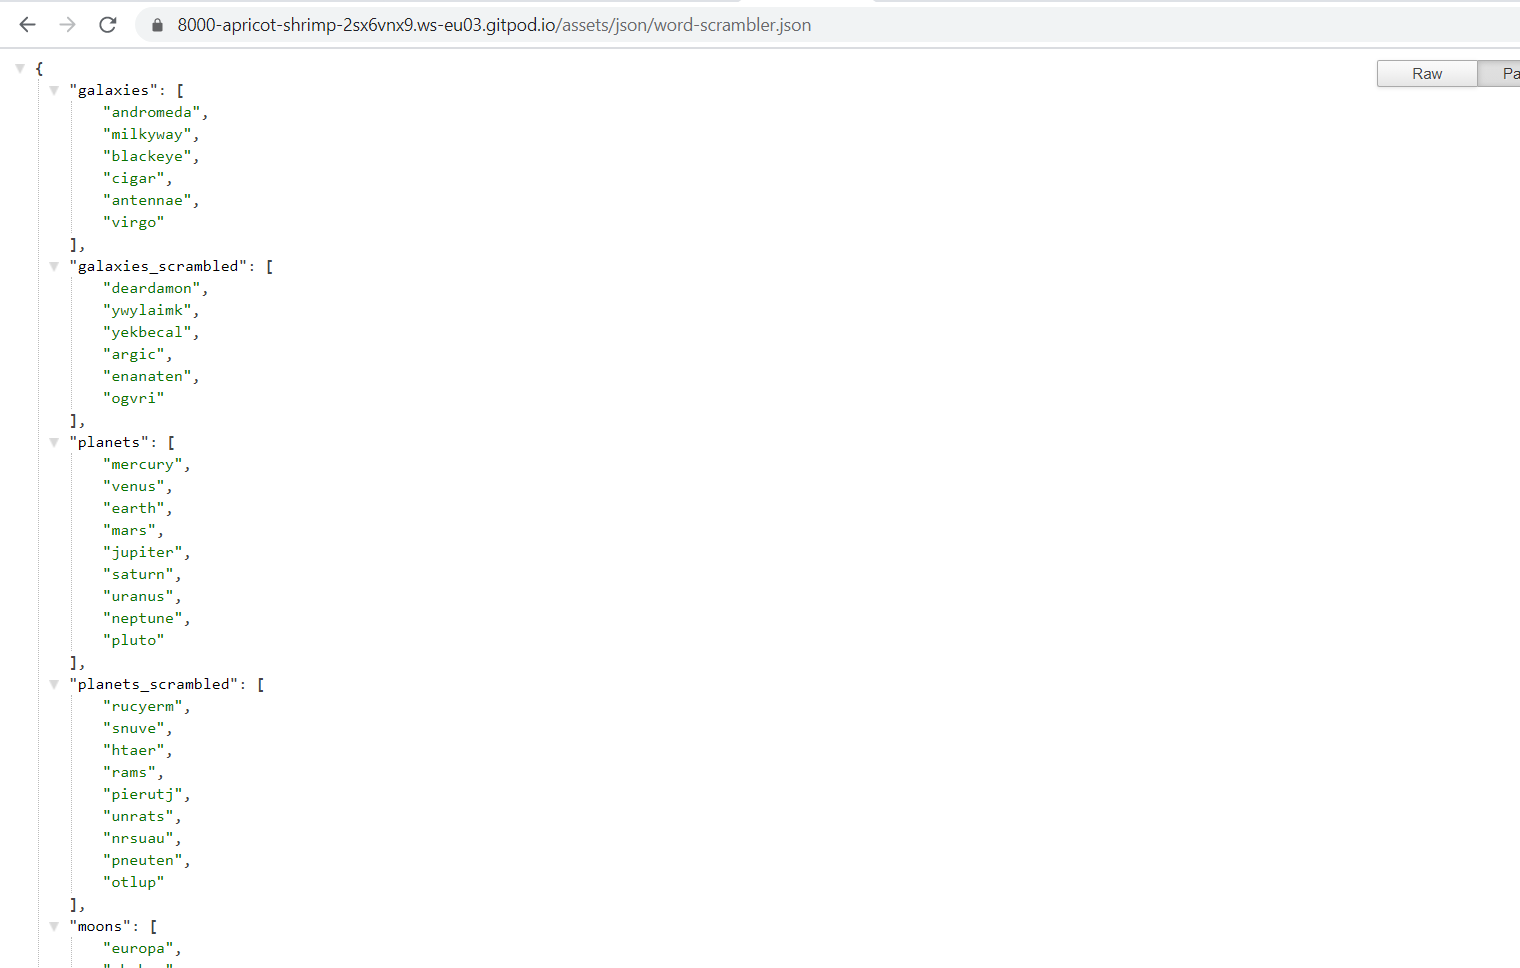 8000-apricot-shrimp-2sx6vnx9.ws-eu03.gitpod.io/assets/json/word-scrambler.json
Raw
{
"galaxies": [
"andromeda",
"milkyway",
"blackeye",
"cigar",
"antennae",
"virgo"
],
"galaxies_scrambled": [
"deardamon",
"ywylaimk",
"yekbecal",
"argic",
"enanaten",
"ogvri"
],
"planets": [
"mercury",
"venus",
"earth",
"mars",
"jupiter",
"saturn",
"uranus",
"neptune",
"pluto"
],
"planets_scrambled": [
"rucyerm",
"snuve",
"htaer",
"rams",
"pierutj",
"unrats",
"nrsuau",
"pneuten",
"otlup"
],
"moons": [
"europa",